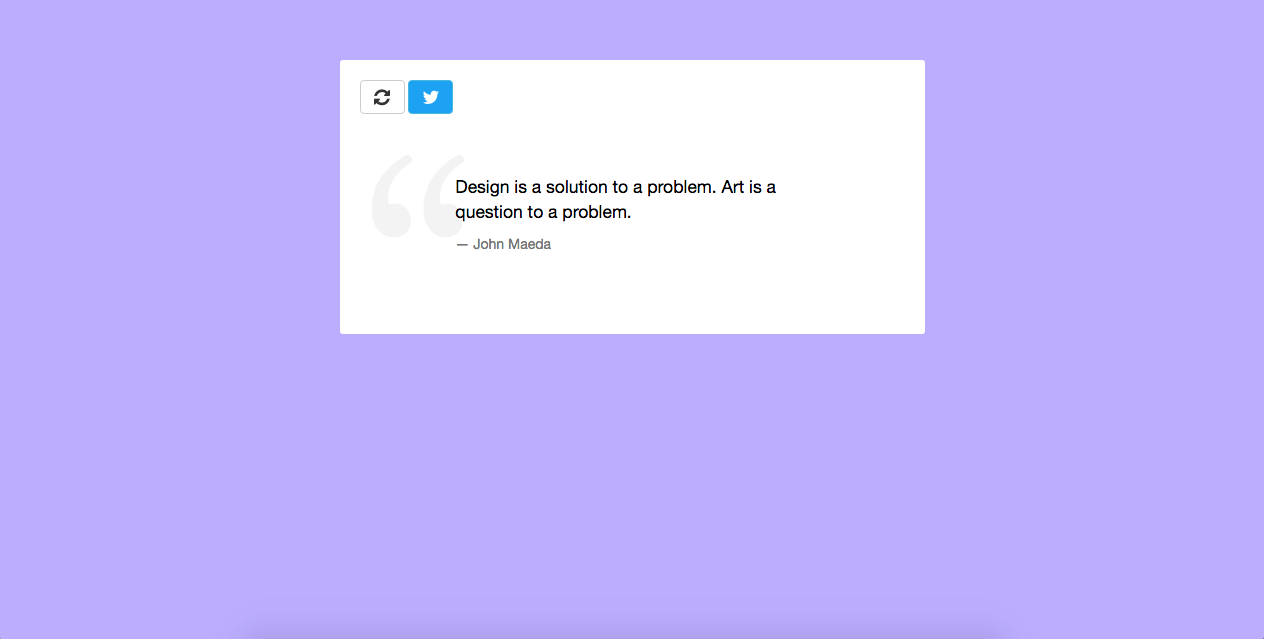 Design is a solution to a problem. Art is a
question to a problem.
— John Maeda